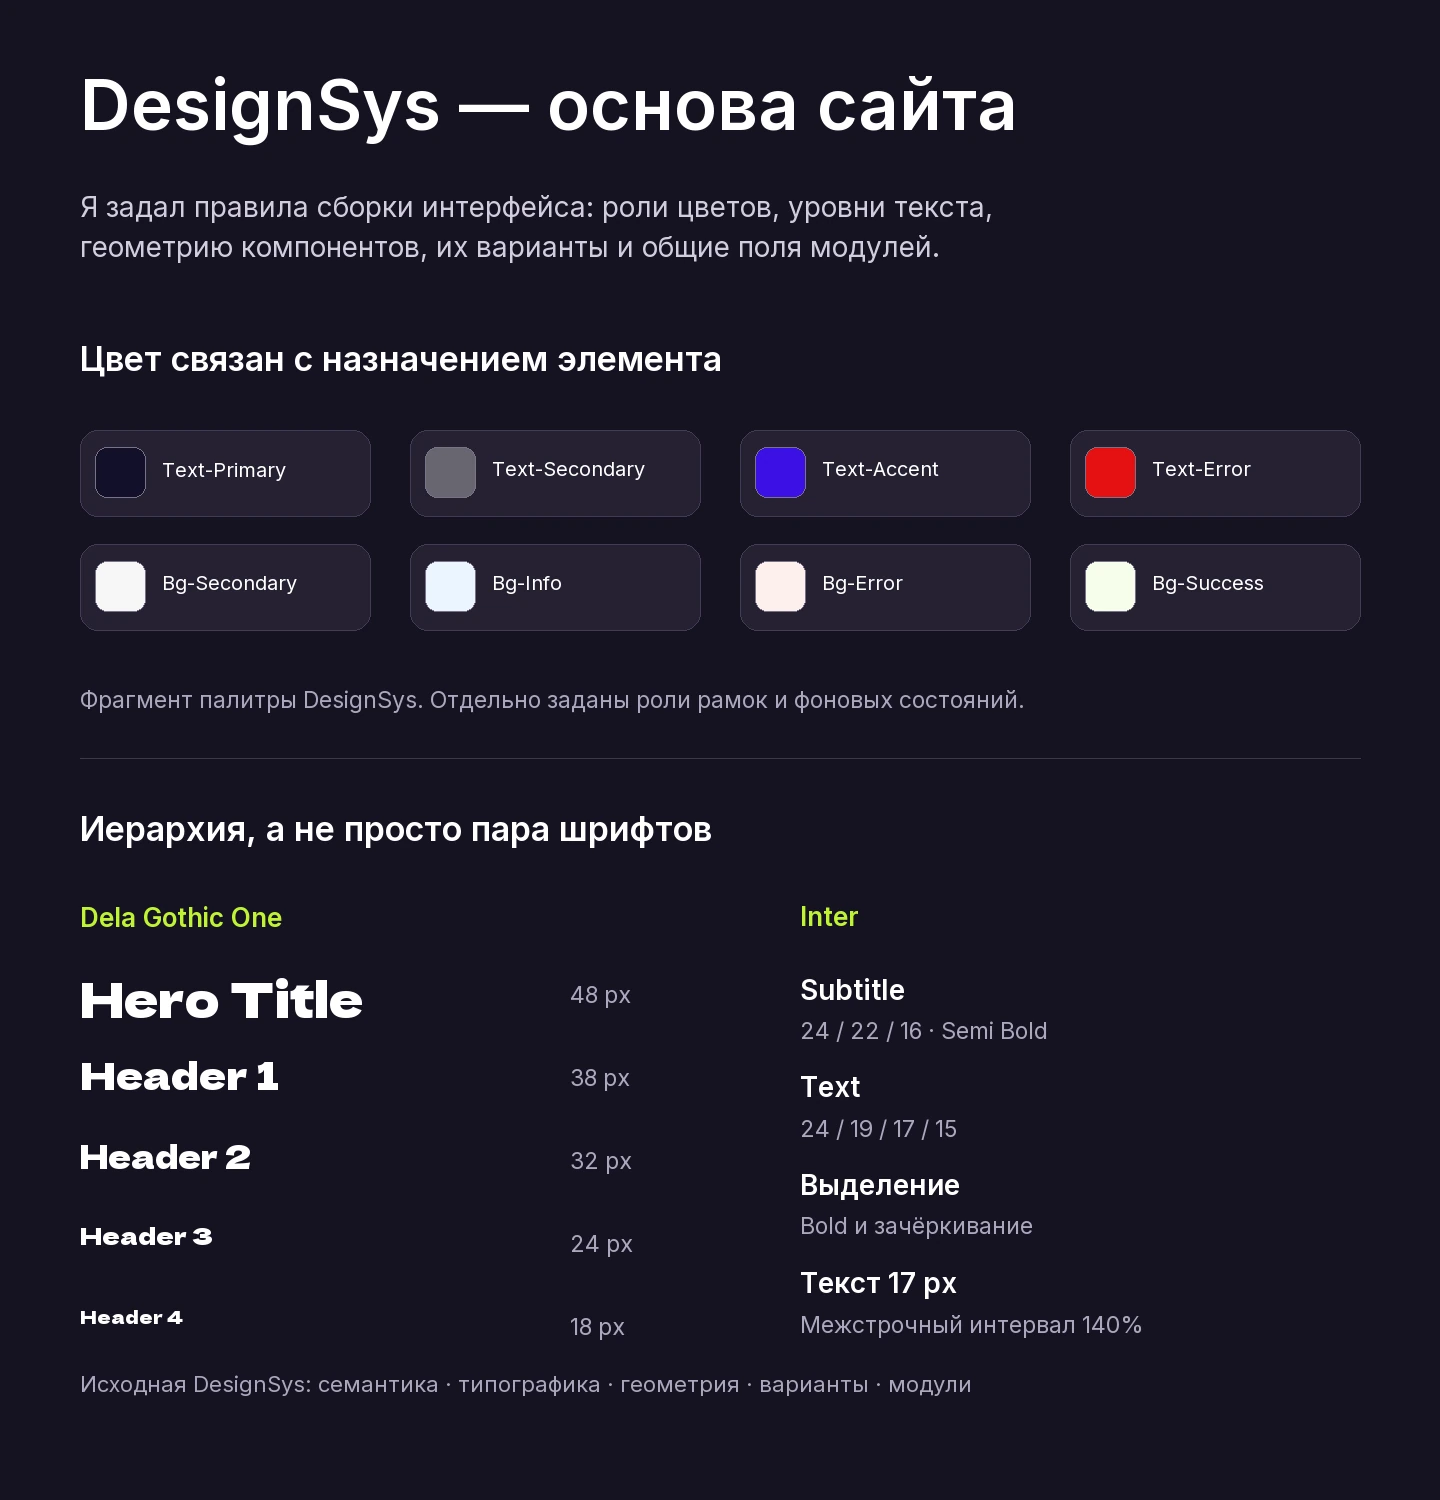 DesignSys — основа сайта
Я задал правила сборки интерфейса: роли цветов, уровни текста,
геометрию компонентов, их варианты и общие поля модулей.
Цвет связан с назначением элемента
Text-Primary
Text-Secondary
Text-Accent
Text-Error
Bg-Secondary
Bg-Info
Bg-Error
Bg-Success
Фрагмент палитры DesignSys. Отдельно заданы роли рамок и фоновых состояний.
Иерархия, а не просто пара шрифтов
Dela Gothic One
Hero Title
48 px
Header 1
38 px
Header 2
32 px
Header 3
24 px
Header 4
18 px
Inter
Subtitle
24 / 22 / 16 · Semi Bold
Text
24 / 19 / 17 / 15
Выделение
Bold и зачёркивание
Текст 17 px
Межстрочный интервал 140%
Исходная DesignSys: семантика · типографика · геометрия · варианты · модули